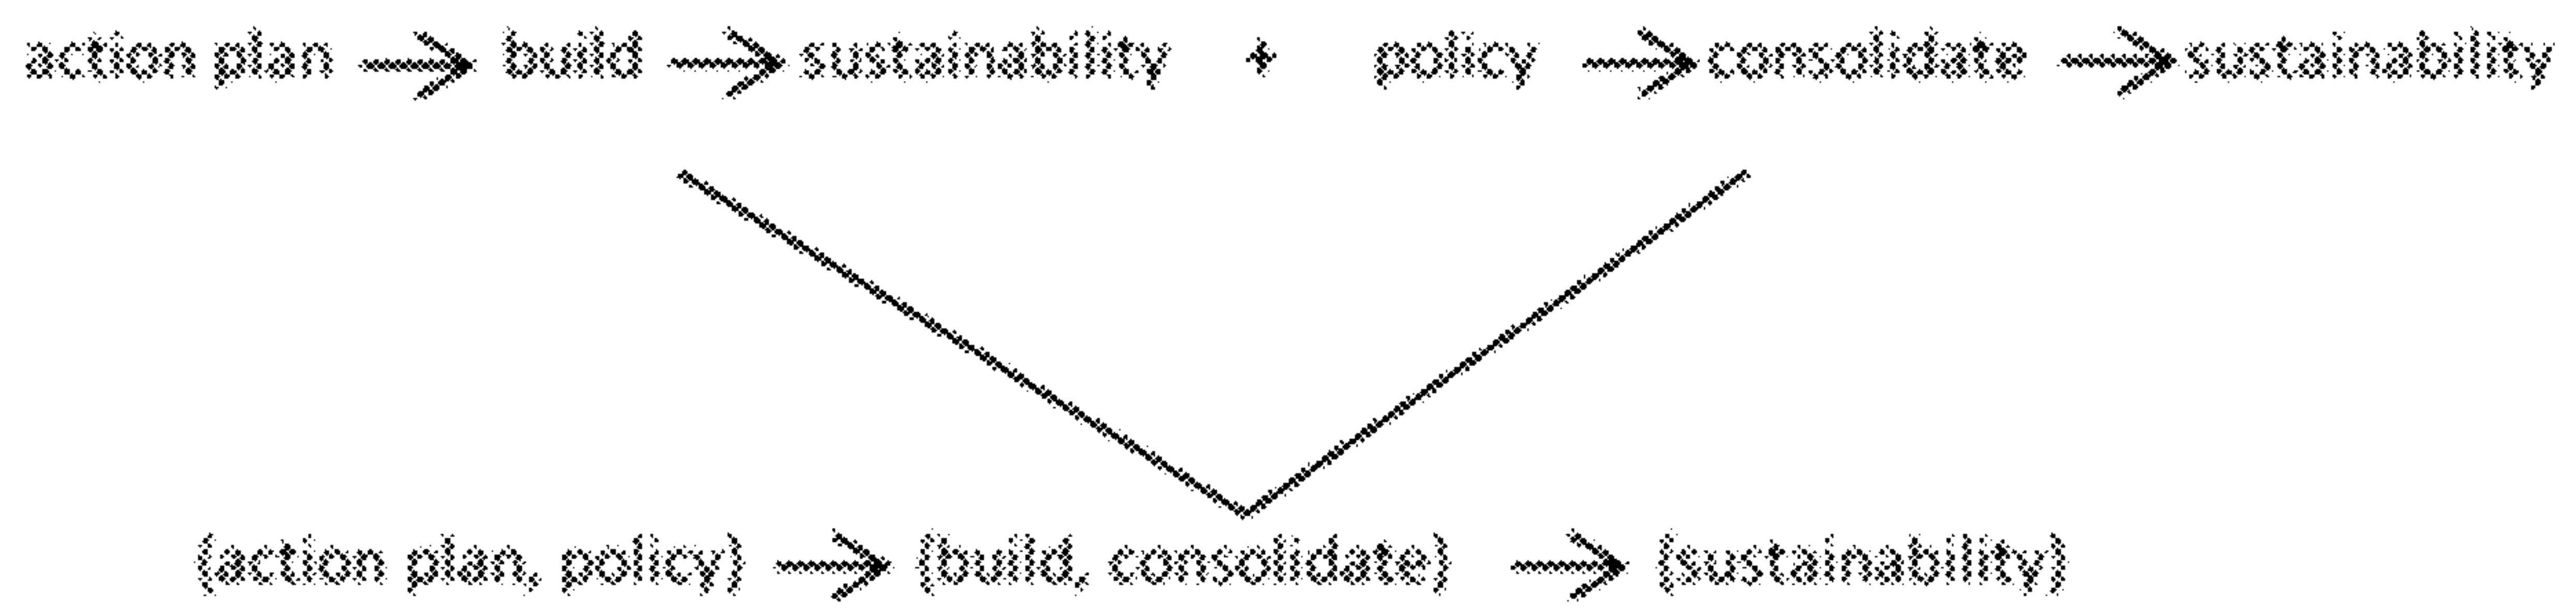 action plan → build → sustainability + policy → consolidate → sustainability
{action plan, policy} → {build, consolidate} → {sustainability}